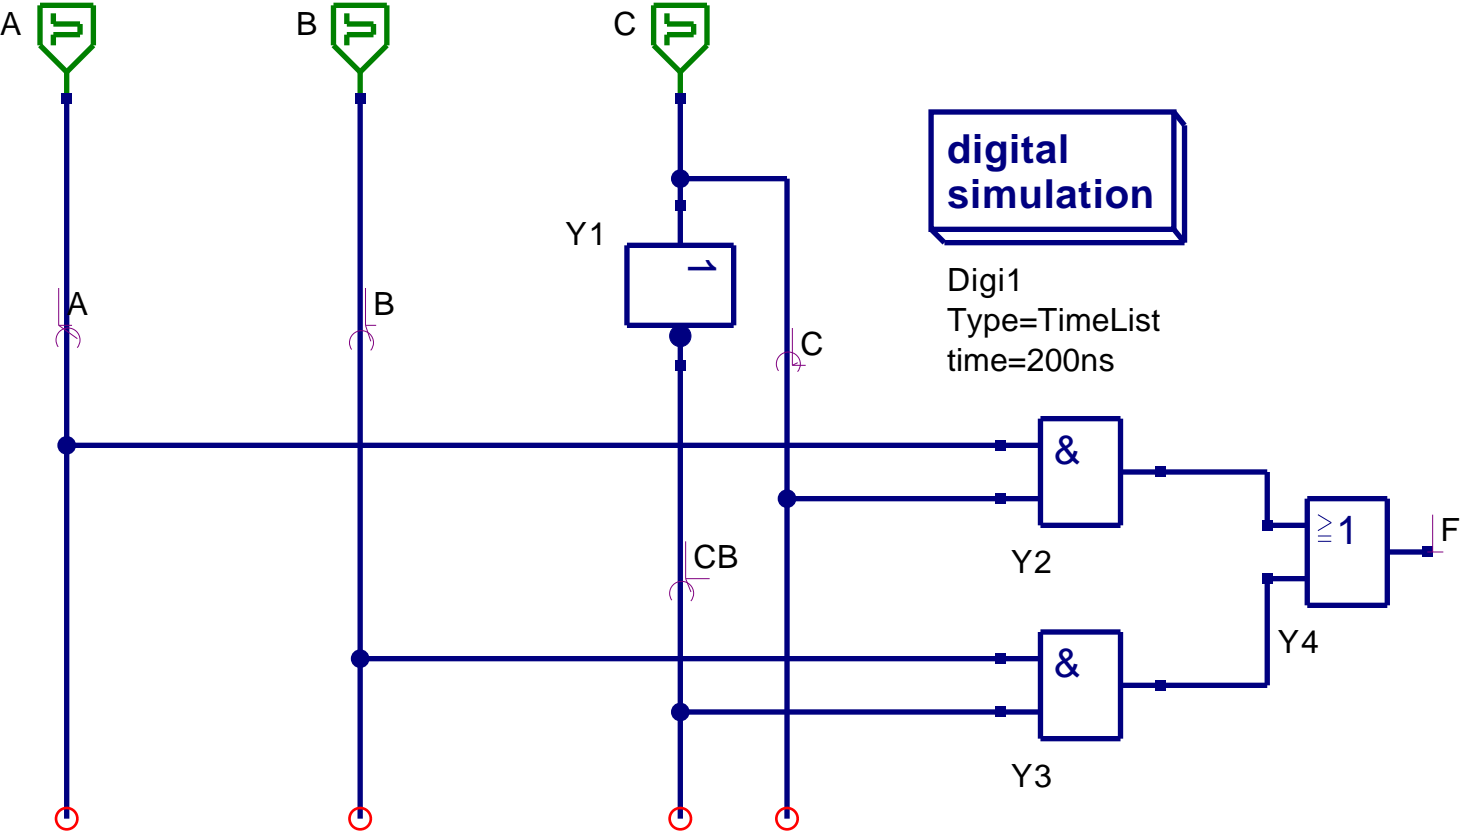 A
B
C
digital
simulation
Y1
Digi1
Type=TimeList
time=200ns
1
A
B
C
&
≧1
F
CB
Y2
Y4
&
Y3